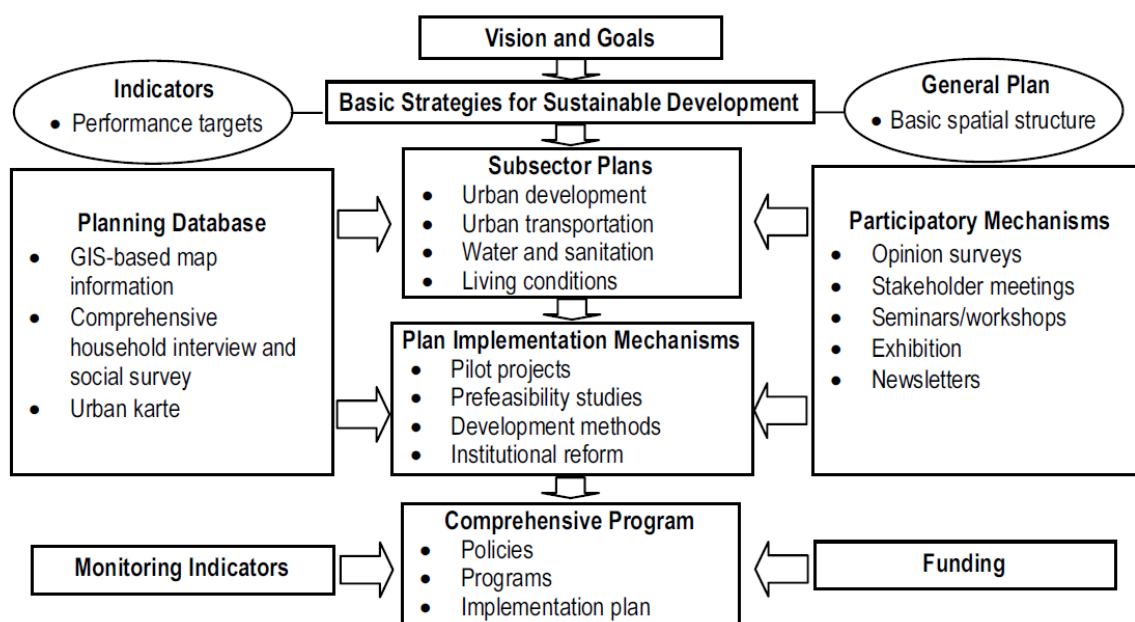 Vision and Goals
Indicators
• Performance targets
Basic Strategies for Sustainable Development
General Plan
• Basic spatial structure
Planning Database
• GIS-based map
information
• Comprehensive
household interview and
social survey
• Urban karte
Subsector Plans
• Urban development
• Urban transportation
• Water and sanitation
• Living conditions
Participatory Mechanisms
• Opinion surveys
• Stakeholder meetings
• Seminars/workshops
• Exhibition
• Newsletters
Plan Implementation Mechanisms
• Pilot projects
• Prefeasibility studies
• Development methods
• Institutional reform
Monitoring Indicators
Comprehensive Program
• Policies
• Programs
• Implementation plan
Funding